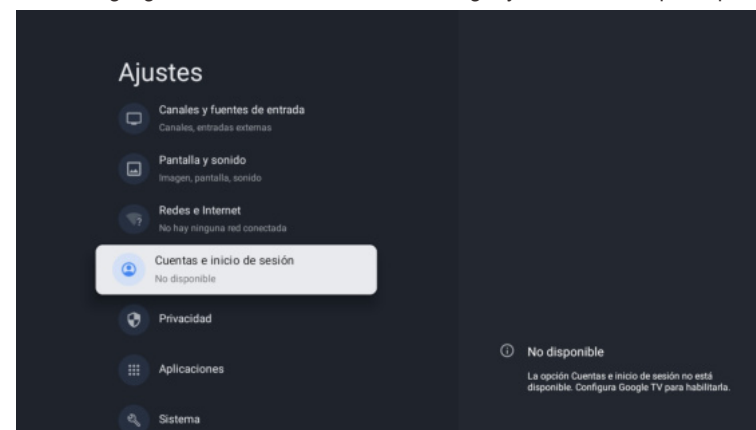 Ajustes
Canales y fuentes de entrada
Canales, entradas externas
Pantalla y sonido
Imagen, pantalla, sonido
Redes e Internet
No hay ninguna red conectada
Cuentas e inicio de sesión
No disponible
Privacidad
Aplicaciones
Sistema
No disponible
La opción Cuentas e inicio de sesión no está
disponible. Configura Google TV para habilitarla.